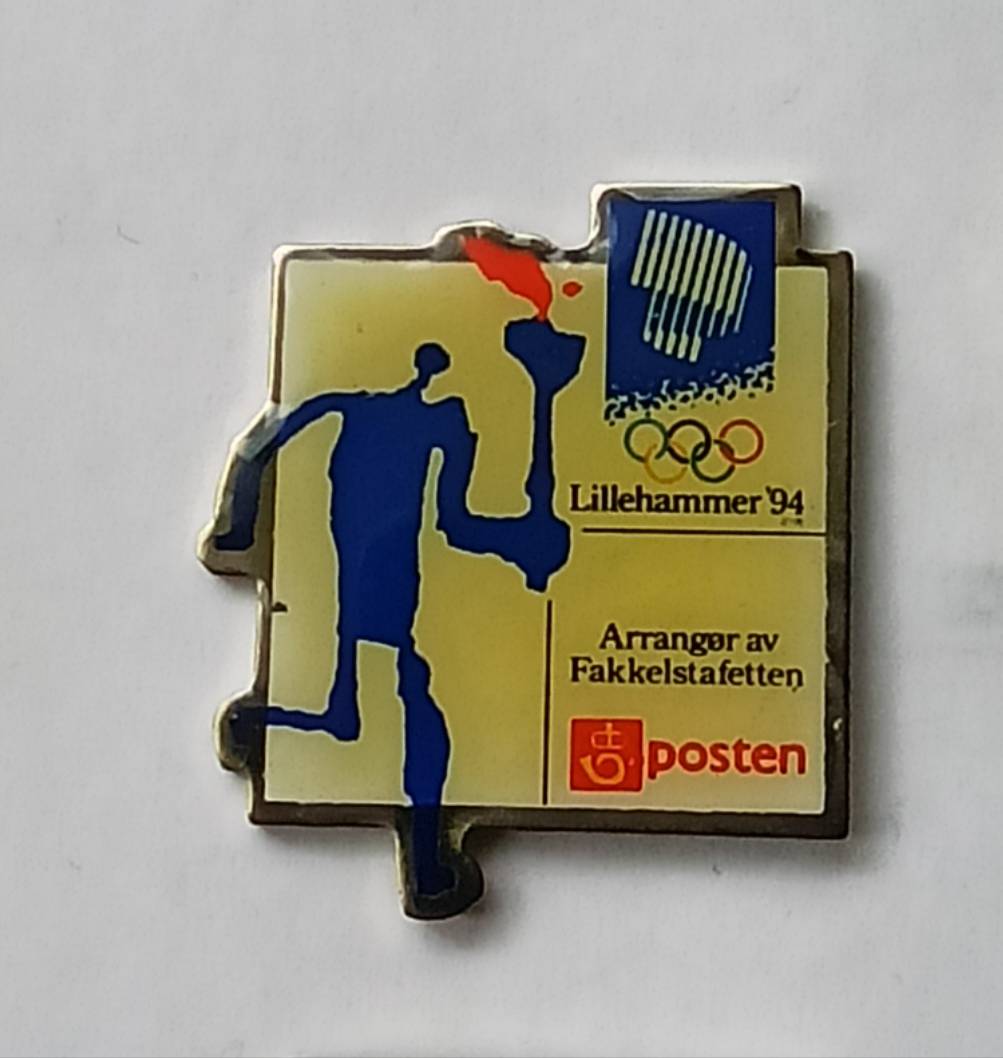 Lillehammer '94
Arrangør av
Fakkelstafetten
posten